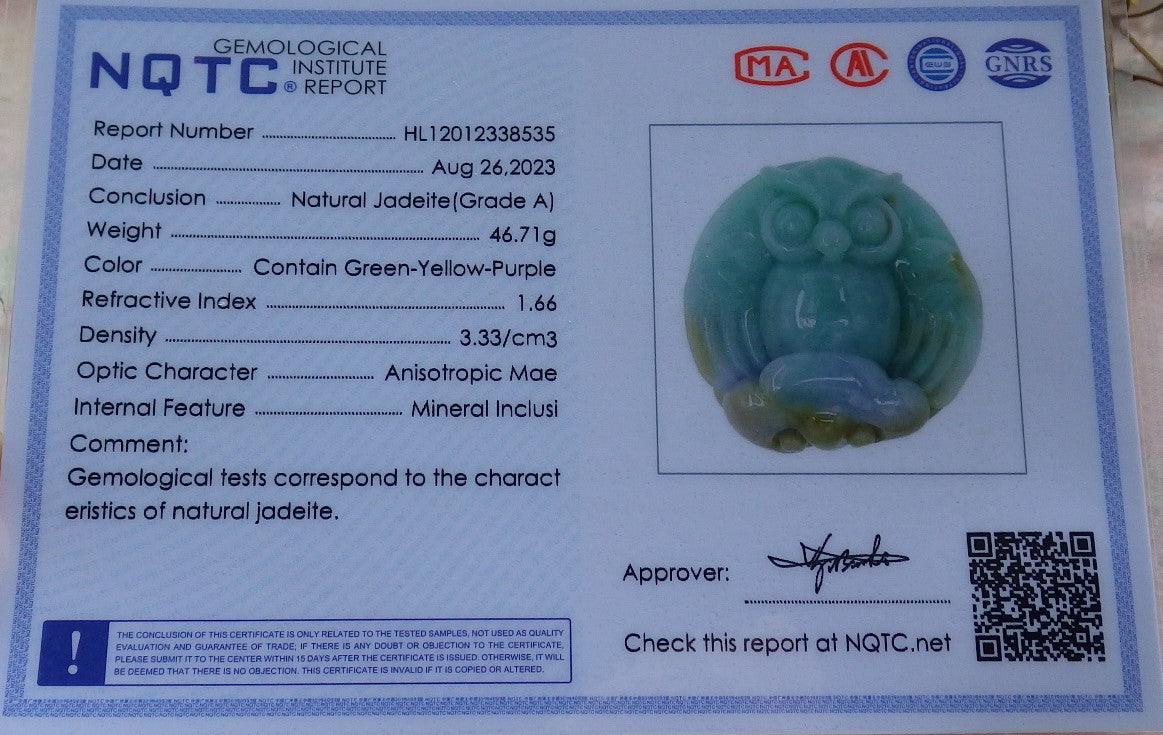 NQTC® GEMOLOGICAL INSTITUTE REPORT
MA
GNRS
Report Number HL12012338535
Date Aug 26,2023
Conclusion Natural Jadeite(Grade A)
Weight 46.71g
Color Contain Green-Yellow-Purple
Refractive Index 1.66
Density 3.33/cm3
Optic Character Anisotropic Mae
Internal Feature Mineral Inclusi
Comment:
Gemological tests correspond to the charact
eristics of natural jadeite.
Approver:
Check this report at NQTC.net
!
THE CONCLUSION OF THIS CERTIFICATE IS ONLY RELATED TO THE TESTED SAMPLES, NOT USED AS QUALITY
EVALUATION AND GUARANTEE OF TRADE; IF THERE IS ANY DOUBT OR OBJECTION TO THE CERTIFICATE,
PLEASE SUBMIT IT TO THE CENTER WITHIN 15 DAYS AFTER THE CERTIFICATE IS ISSUED. OTHERWISE, IT WILL
BE DEEMED THAT THERE IS NO OBJECTION. THIS CERTIFICATE IS INVALID IF IT IS COPIED OR ALTERED.